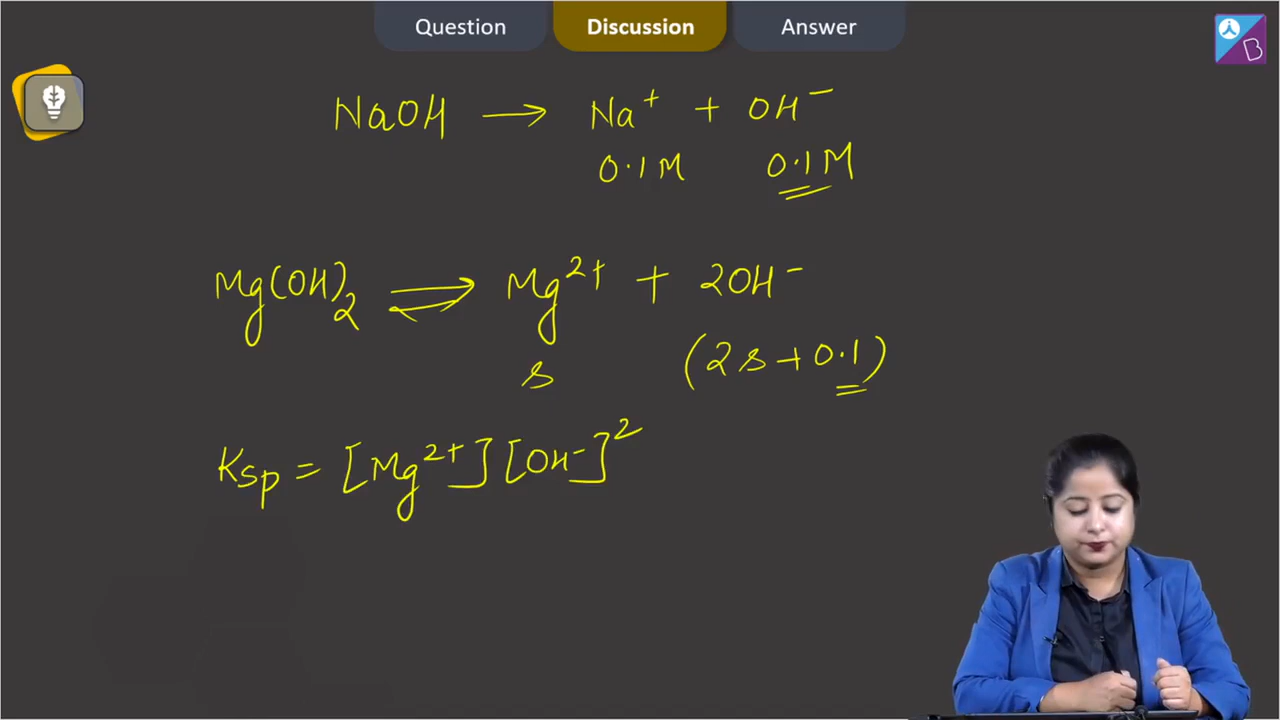 Question Discussion Answer
NaOH → Na⁺ + OH⁻
0.1M 0.1M
Mg(OH)₂ ⇌ Mg²⁺ + 2OH⁻
s (2s+0.1)
Ksp = [Mg²⁺][OH⁻]²
B